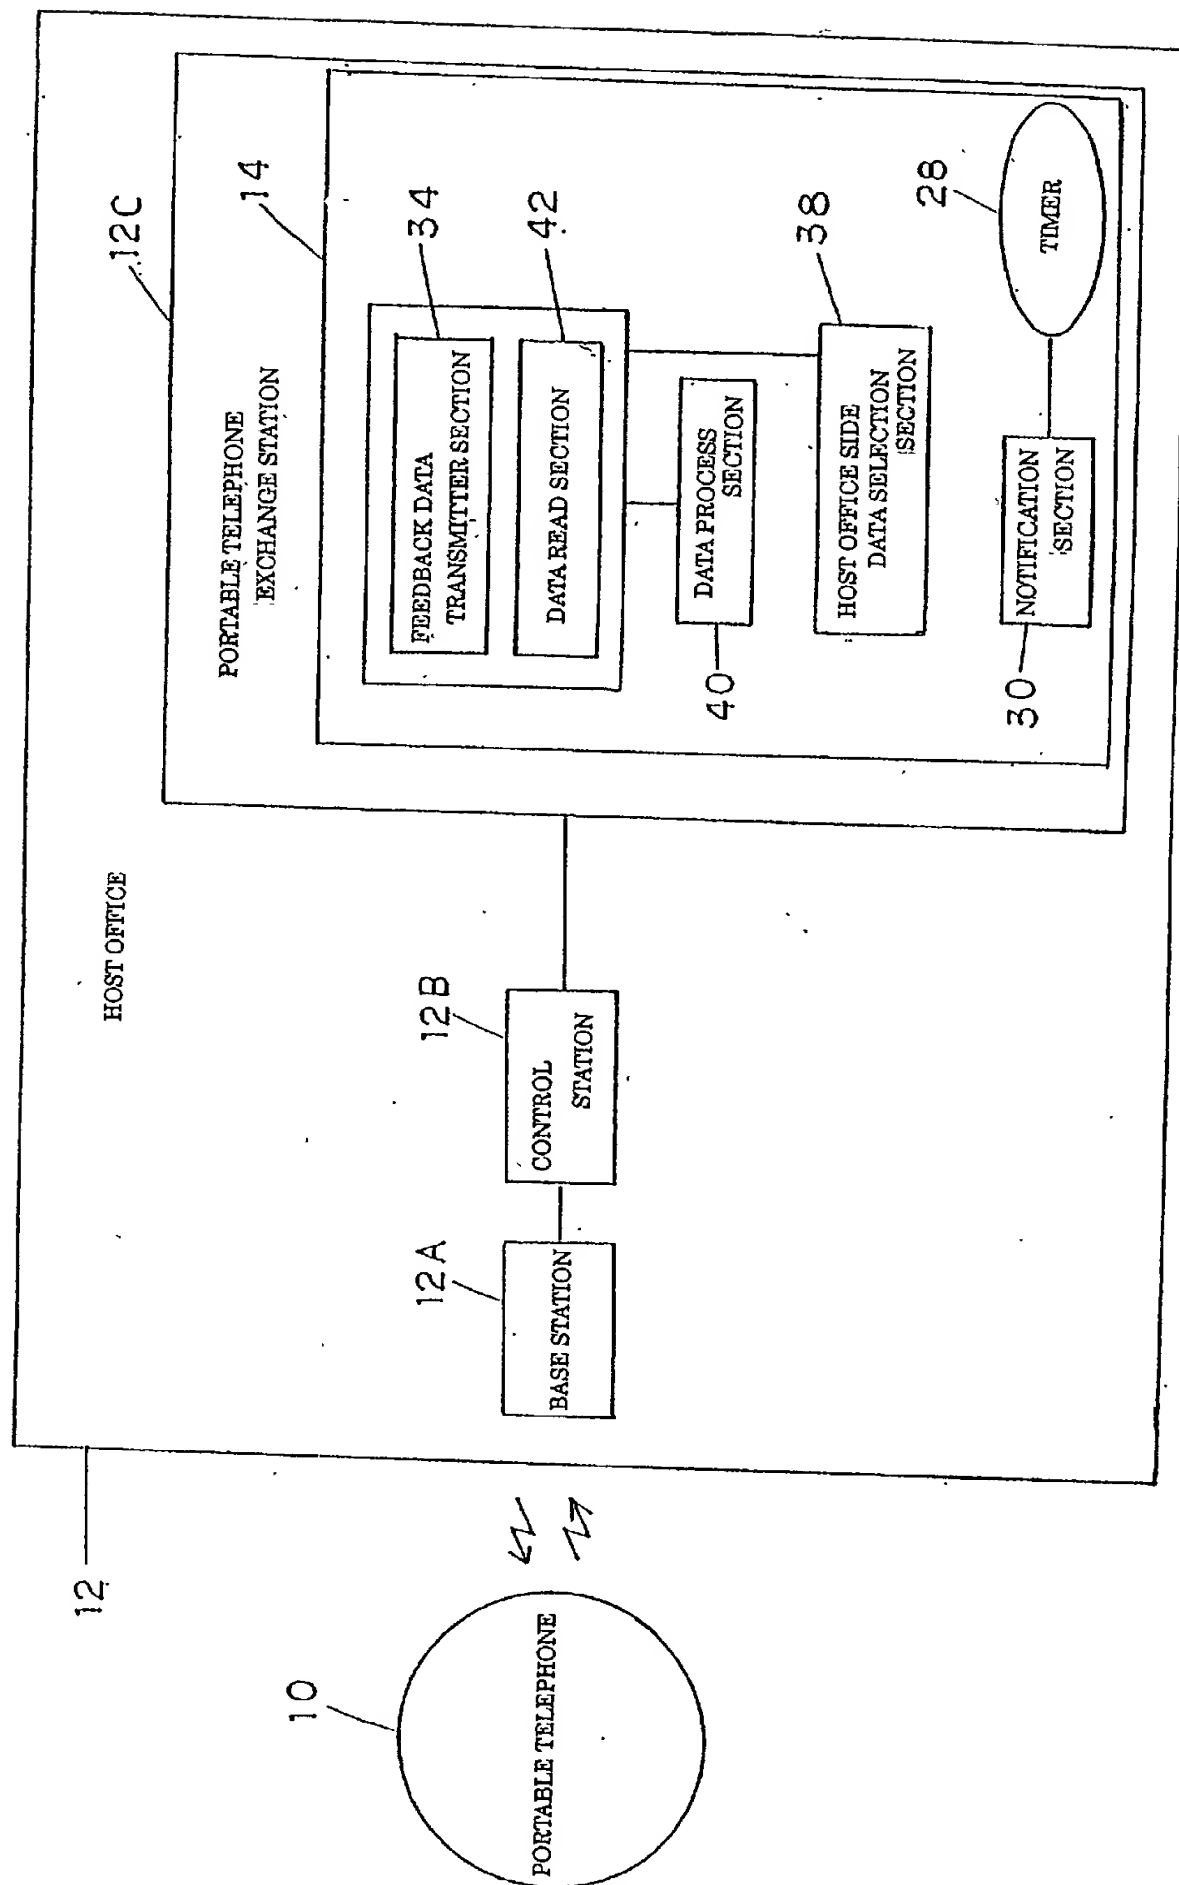 12
HOST OFFICE
12C
PORTABLE TELEPHONE
EXCHANGE STATION
14
34
FEEDBACK DATA
TRANSMITTER SECTION
42
DATA READ SECTION
DATA PROCESS
SECTION
40
38
HOST OFFICE SIDE
DATA SELECTION
SECTION
28
TIMER
NOTIFICATION
SECTION
30
12B
CONTROL
STATION
12A
BASE STATION
10
PORTABLE TELEPHONE